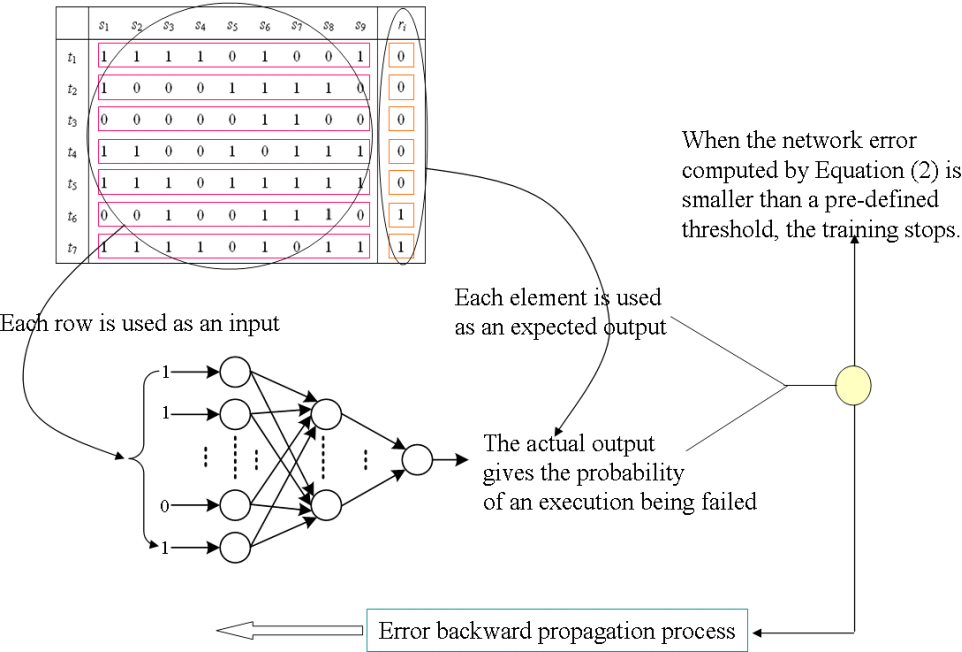 s1 s2 s3 s4 s5 s6 s7 s8 s9 ri
t1 1 1 1 1 0 1 0 0 1 0
t2 1 0 0 0 1 1 1 1 0 0
t3 0 0 0 0 0 1 1 0 0 0
t4 1 1 0 0 1 0 1 1 1 0
t5 1 1 1 0 1 1 1 1 1 0
t6 0 0 1 0 0 1 1 1 0 1
t7 1 1 1 1 0 1 0 1 1 1
When the network error
computed by Equation (2) is
smaller than a pre-defined
threshold, the training stops.
Each element is used
as an expected output
Each row is used as an input
1
1
0
1
The actual output
gives the probability
of an execution being failed
Error backward propagation process